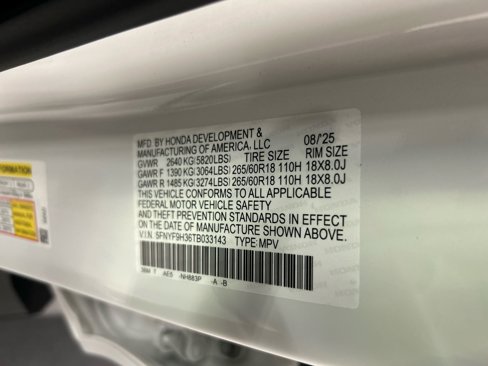 MFD. BY HONDA DEVELOPMENT & 08/'25
MANUFACTURING OF AMERICA, LLC
GVWR 2640 KG(5820LBS) TIRE SIZE RIM SIZE
GAWR F 1390 KG(3064LBS) 265/60R18 110H 18X8.0J
GAWR R 1485 KG(3274LBS) 265/60R18 110H 18X8.0J
THIS VEHICLE CONFORMS TO ALL APPLICABLE
FEDERAL MOTOR VEHICLE SAFETY
AND THEFT PREVENTION STANDARDS IN EFFECT
ON THE DATE OF MANUFACTURE SHOWN ABOVE.
V.I.N. 5FNYF9H36TB033143 TYPE MPV
-NH883P -A -B
INFORMATION